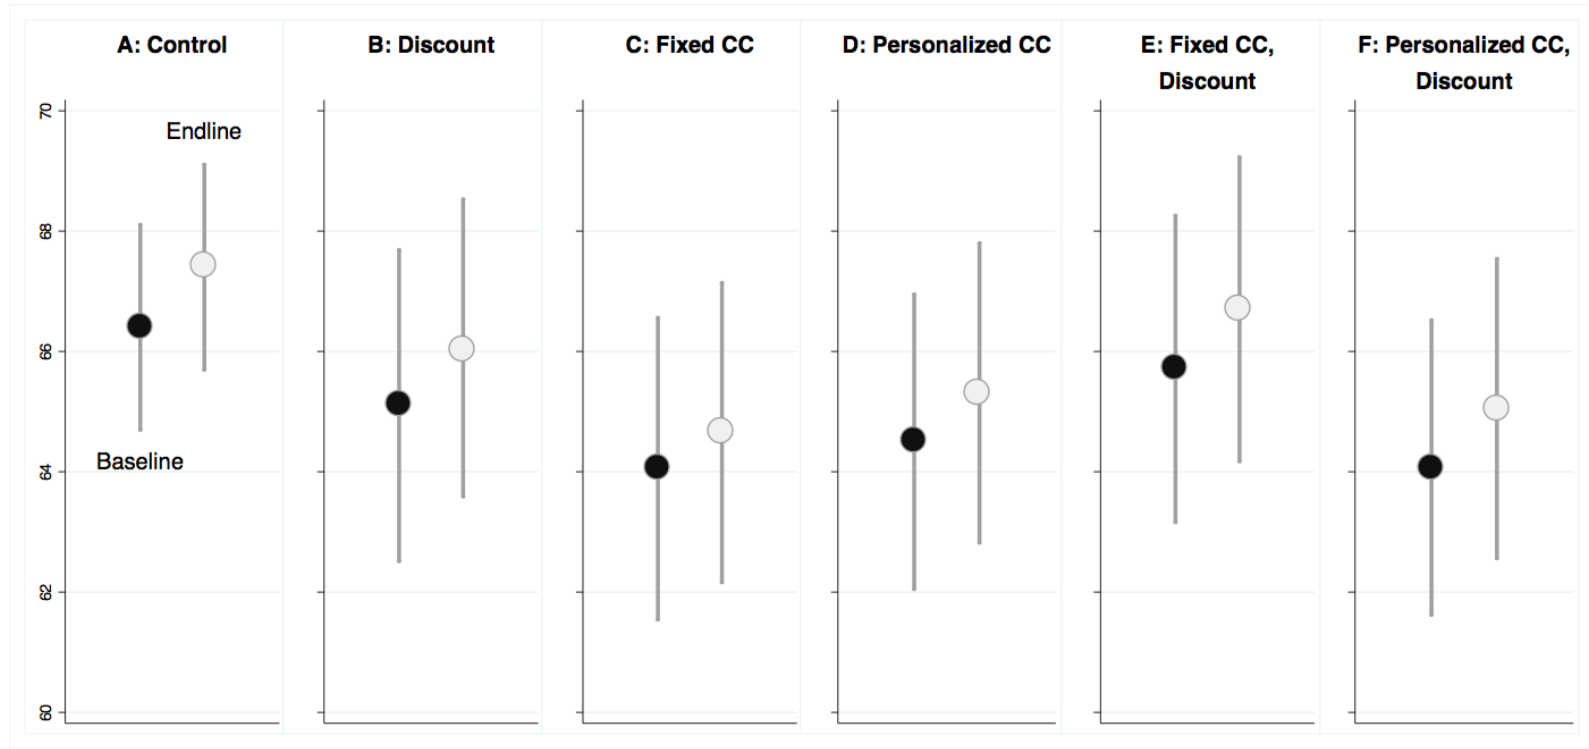 A: Control
B: Discount
C: Fixed CC
D: Personalized CC
E: Fixed CC,
Discount
F: Personalized CC,
Discount
70
68
66
64
62
60
Endline
Baseline